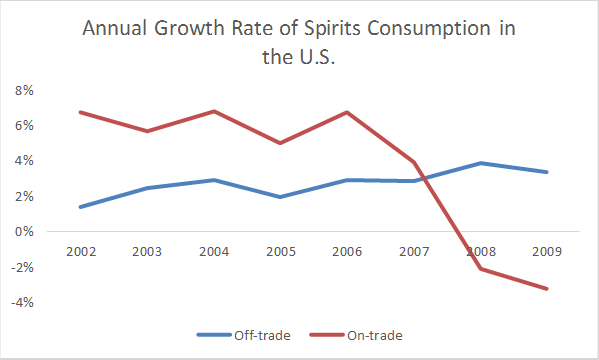 Annual Growth Rate of Spirits Consumption in
the U.S.
8%
6%
4%
2%
0%
2002 2003 2004 2005 2006 2007 2008 2009
-2%
-4%
Off-trade On-trade